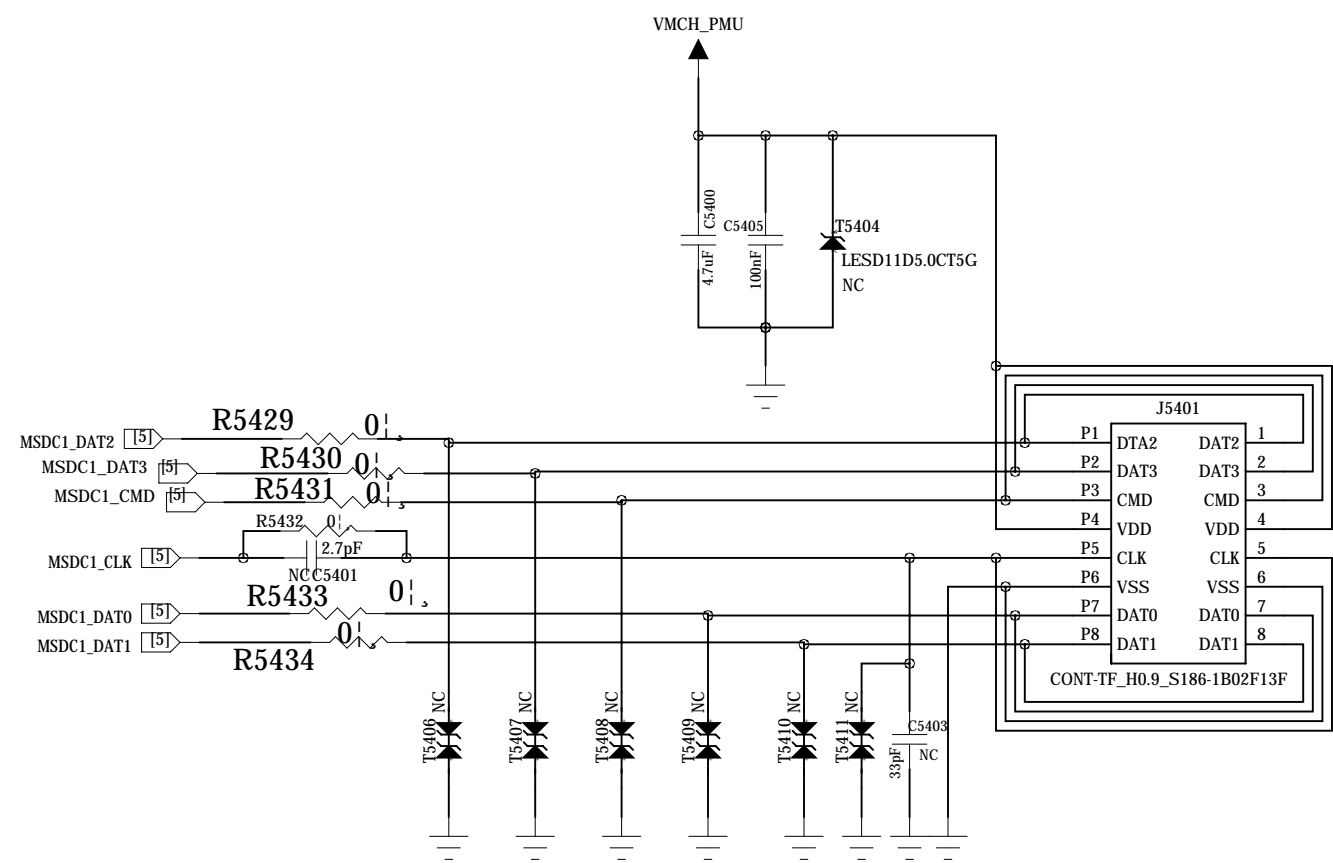 VMCH_PMU
C5400
4.7uF
C5405
100nF
T5404
LESD11D5.0CT5G
NC
MSDC1_DAT2 [5]
R5429
0
MSDC1_DAT3 [5]
R5430
0
MSDC1_CMD [5]
R5431
0
R5432
0
MSDC1_CLK [5]
2.7pF
NC C5401
MSDC1_DAT0 [5]
R5433
0
MSDC1_DAT1 [5]
R5434
0
J5401
P1 DTA2 DAT2 1
P2 DAT3 DAT3 2
P3 CMD CMD 3
P4 VDD VDD 4
P5 CLK CLK 5
P6 VSS VSS 6
P7 DAT0 DAT0 7
P8 DAT1 DAT1 8
CONT-TF_H0.9_S186-1B02F13F
T5406 NC
T5407 NC
T5408 NC
T5409 NC
T5410 NC
T5411 NC
C5403
33pF
NC